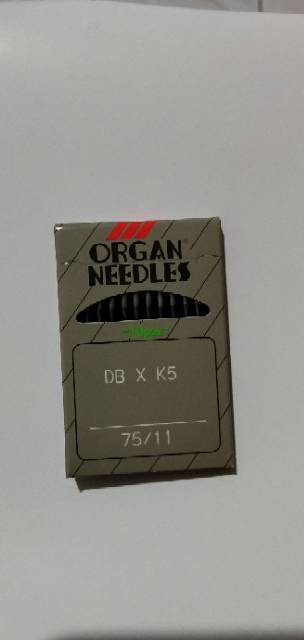 ORGAN®
NEEDLES
DB X K5
75/11